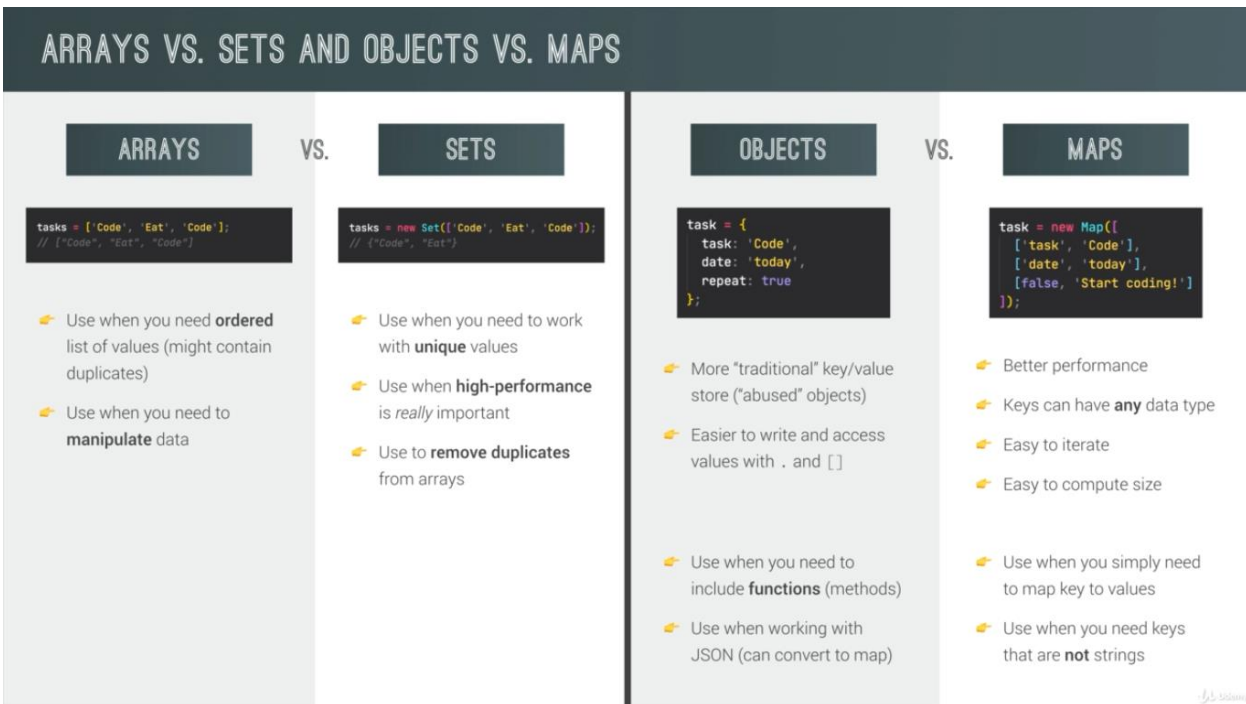 ARRAYS VS. SETS AND OBJECTS VS. MAPS
ARRAYS
VS.
SETS
tasks = ['Code', 'Eat', 'Code'];
// ["Code", "Eat", "Code"]
tasks = new Set(['Code', 'Eat', 'Code']);
// {"Code", "Eat"}
Use when you need ordered
list of values (might contain
duplicates)
Use when you need to
manipulate data
Use when you need to work
with unique values
Use when high-performance
is really important
Use to remove duplicates
from arrays
OBJECTS
VS.
MAPS
task = {
task: 'Code',
date: 'today',
repeat: true
};
task = new Map([
['task', 'Code'],
['date', 'today'],
[false, 'Start coding!']
]);
More “traditional” key/value
store (“abused” objects)
Easier to write and access
values with . and []
Use when you need to
include functions (methods)
Use when working with
JSON (can convert to map)
Better performance
Keys can have any data type
Easy to iterate
Easy to compute size
Use when you simply need
to map key to values
Use when you need keys
that are not strings
Udemy